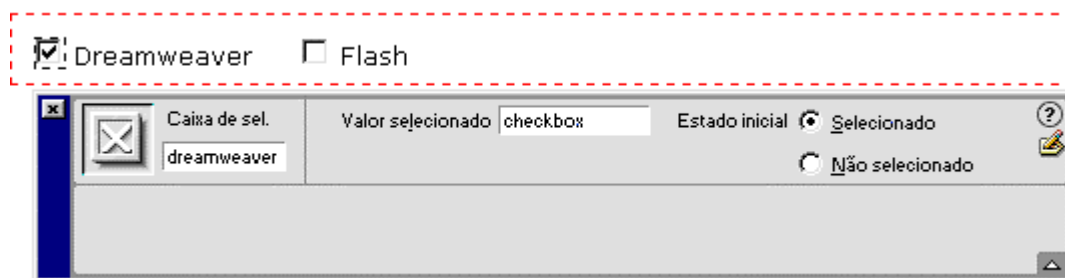 Dreamweaver Flash
Caixa de sel. Valor selecionado checkbox Estado inicial Selecionado
dreamweaver Não selecionado